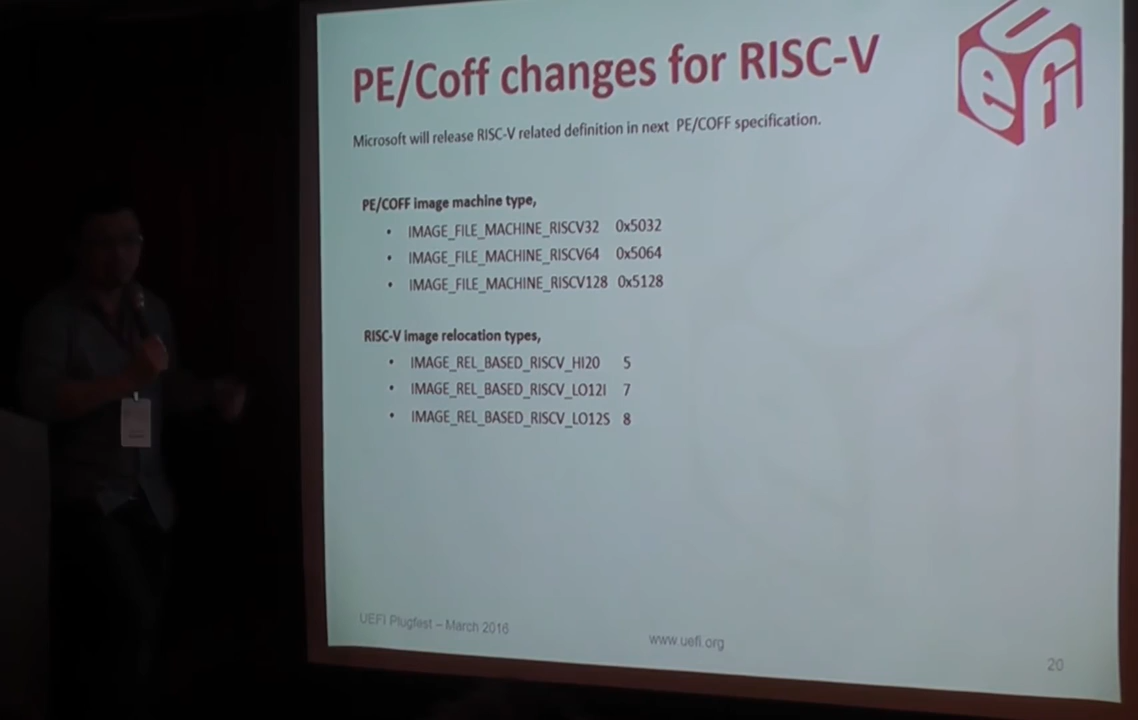 PE/Coff changes for RISC-V
UEFI
Microsoft will release RISC-V related definition in next PE/COFF specification.
PE/COFF image machine type,
• IMAGE_FILE_MACHINE_RISCV32 0x5032
• IMAGE_FILE_MACHINE_RISCV64 0x5064
• IMAGE_FILE_MACHINE_RISCV128 0x5128
RISC-V image relocation types,
• IMAGE_REL_BASED_RISCV_HI20 5
• IMAGE_REL_BASED_RISCV_LO12I 7
• IMAGE_REL_BASED_RISCV_LO12S 8
UEFI Plugfest – March 2016
www.uefi.org
20